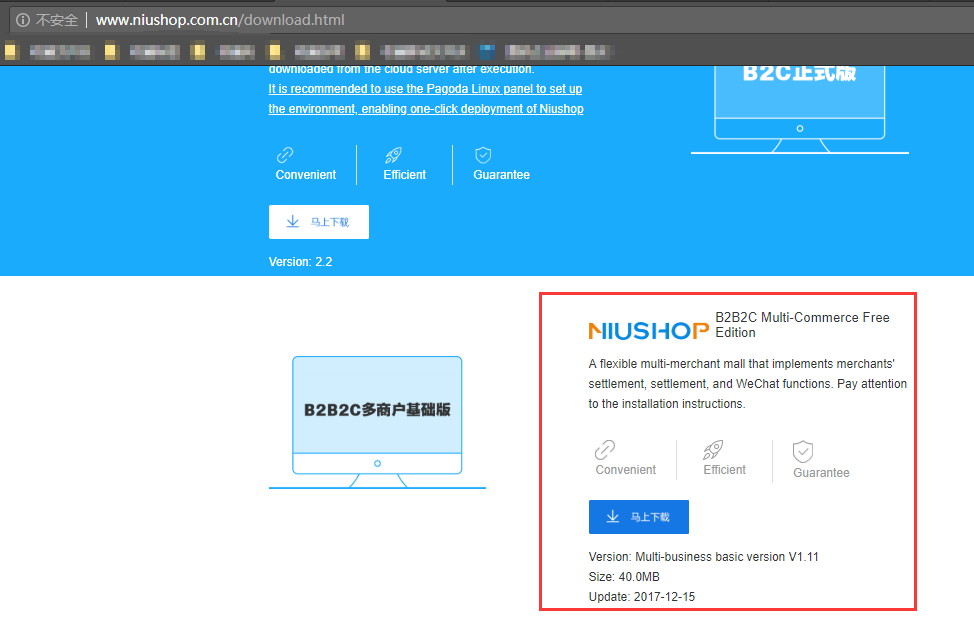 不安全 www.niushop.com.cn/download.html
downloaded from the cloud server after execution.
It is recommended to use the Pagoda Linux panel to set up
the environment, enabling one-click deployment of Niushop
B2C正式版
Convenient Efficient Guarantee
马上下载
Version: 2.2
B2B2C多商户基础版
NIUSHOP B2B2C Multi-Commerce Free
Edition
A flexible multi-merchant mall that implements merchants'
settlement, settlement, and WeChat functions. Pay attention
to the installation instructions.
Convenient Efficient Guarantee
马上下载
Version: Multi-business basic version V1.11
Size: 40.0MB
Update: 2017-12-15